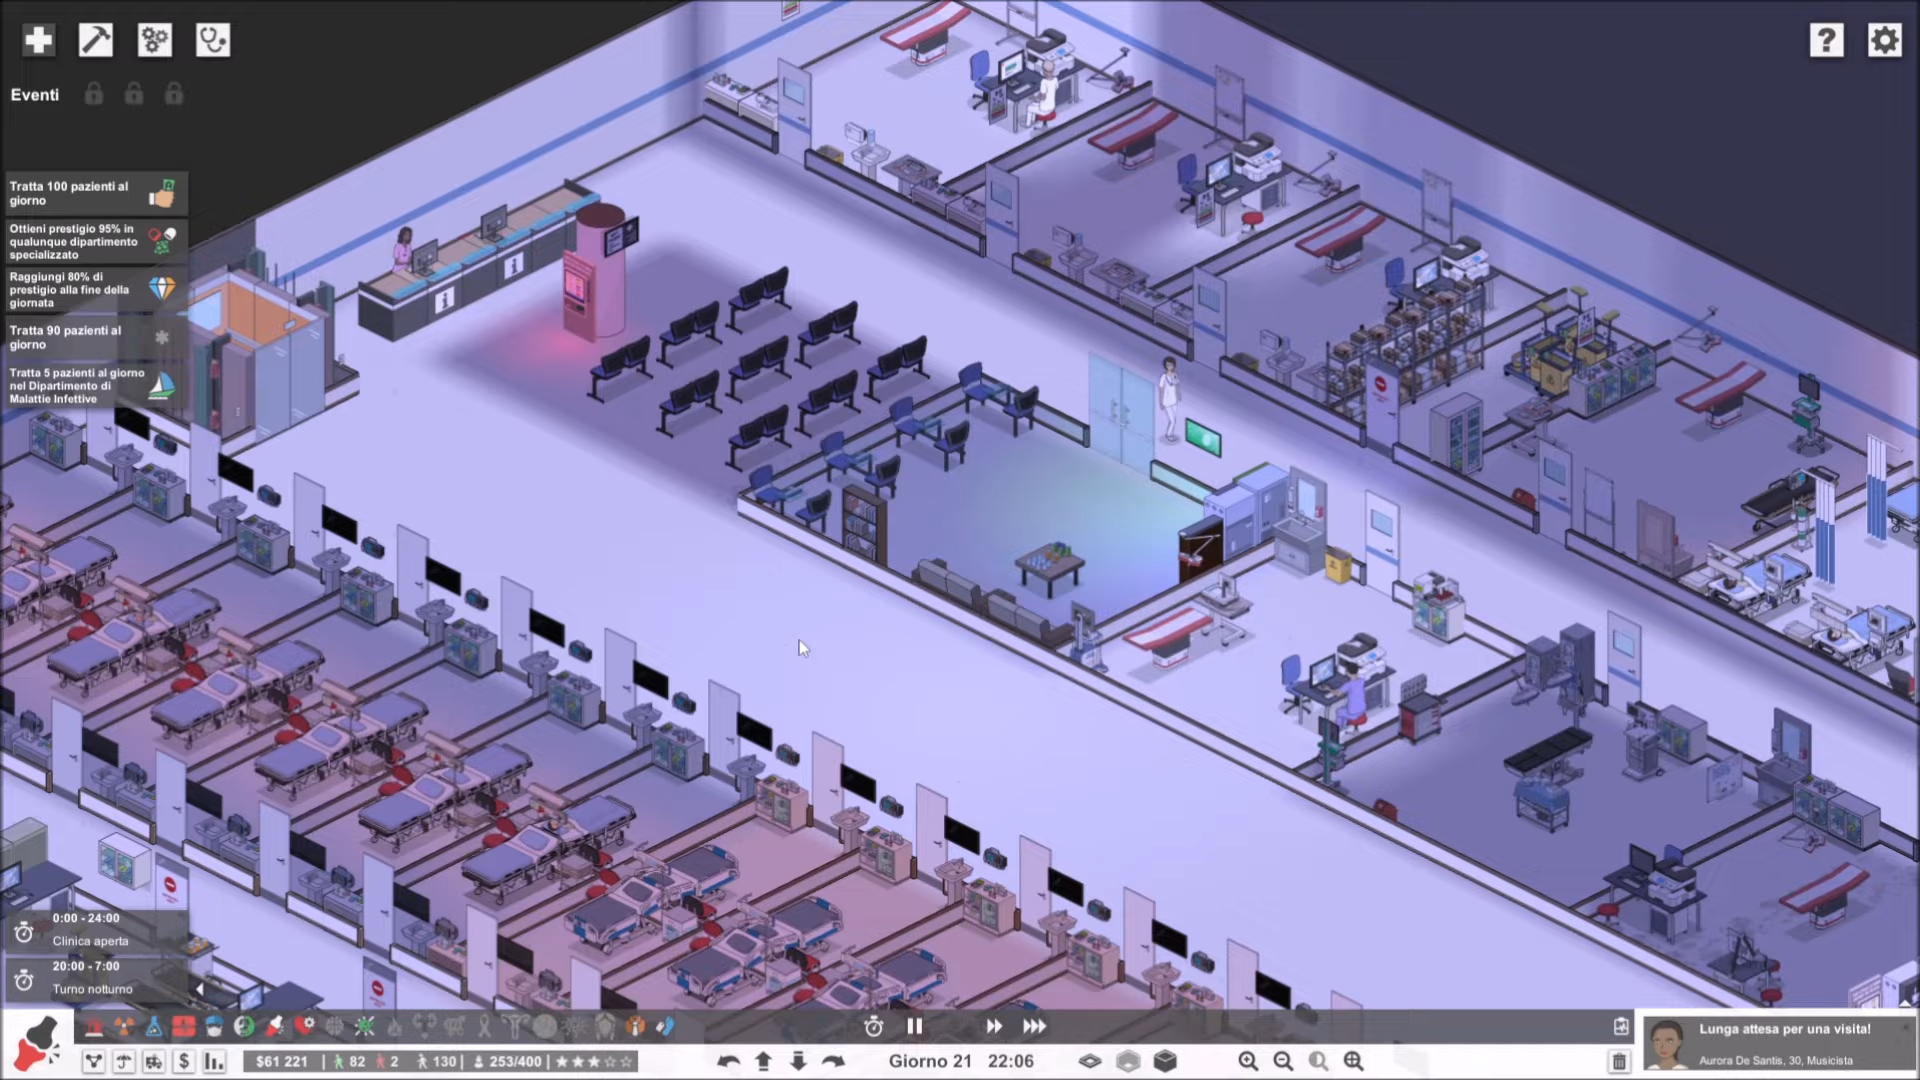 Eventi
Tratta 100 pazienti al
giorno
Ottieni prestigio 95% in
qualunque dipartimento
specializzato
Raggiungi 80% di
prestigio alla fine della
giornata
Tratta 90 pazienti al
giorno
Tratta 5 pazienti al giorno
nel Dipartimento di
Malattie Infettive
0:00 - 24:00
Clinica aperta
20:00 - 7:00
Turno notturno
$61 221 | 82 2 130 | 253/400 |
Giorno 21 22:06
Lunga attesa per una visita!
Aurora De Santis, 30, Musicista